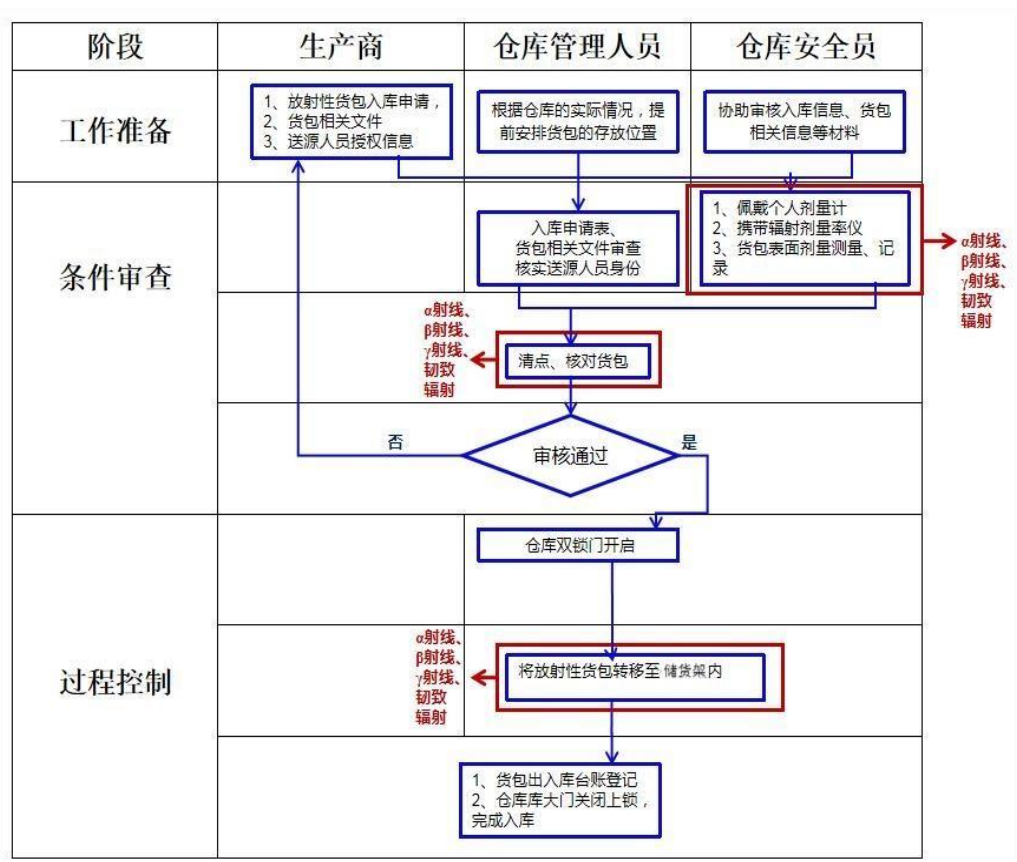 阶段
生产商
仓库管理人员
仓库安全员
工作准备
1、放射性货包入库申请，
2、货包相关文件
3、送源人员授权信息
根据仓库的实际情况，提
前安排货包的存放位置
协助审核入库信息、货包
相关信息等材料
条件审查
入库申请表、
货包相关文件审查
核实送源人员身份
1、佩戴个人剂量计
2、携带辐射剂量率仪
3、货包表面剂量测量、记
录
α射线、
β射线、
γ射线、
韧致
辐射
α射线、
β射线、
γ射线、
韧致
辐射
清点、核对货包
否
审核通过
是
过程控制
仓库双锁门开启
α射线、
β射线、
γ射线、
韧致
辐射
将放射性货包转移至储货架内
1、货包出入库台账登记
2、仓库库大门关闭上锁，
完成入库